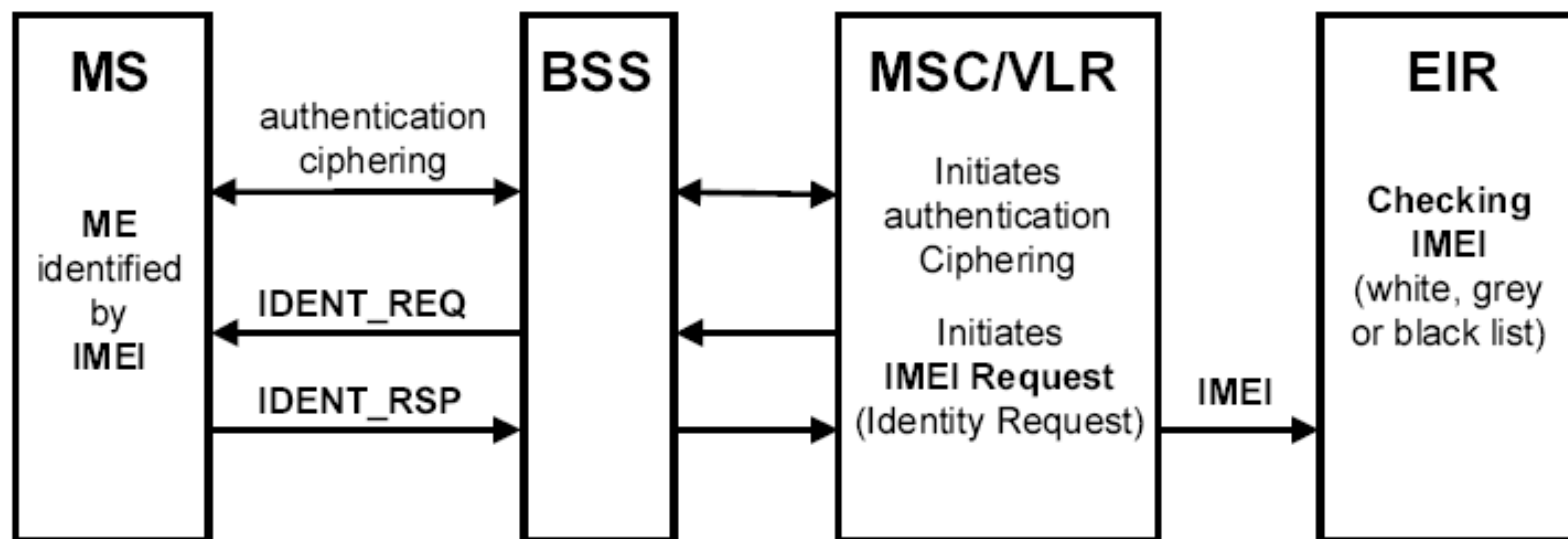 MS
ME
identified
by
IMEI
authentication
ciphering
IDENT_REQ
IDENT_RSP
BSS
MSC/VLR
Initiates
authentication
Ciphering
Initiates
IMEI Request
(Identity Request)
IMEI
EIR
Checking
IMEI
(white, grey
or black list)